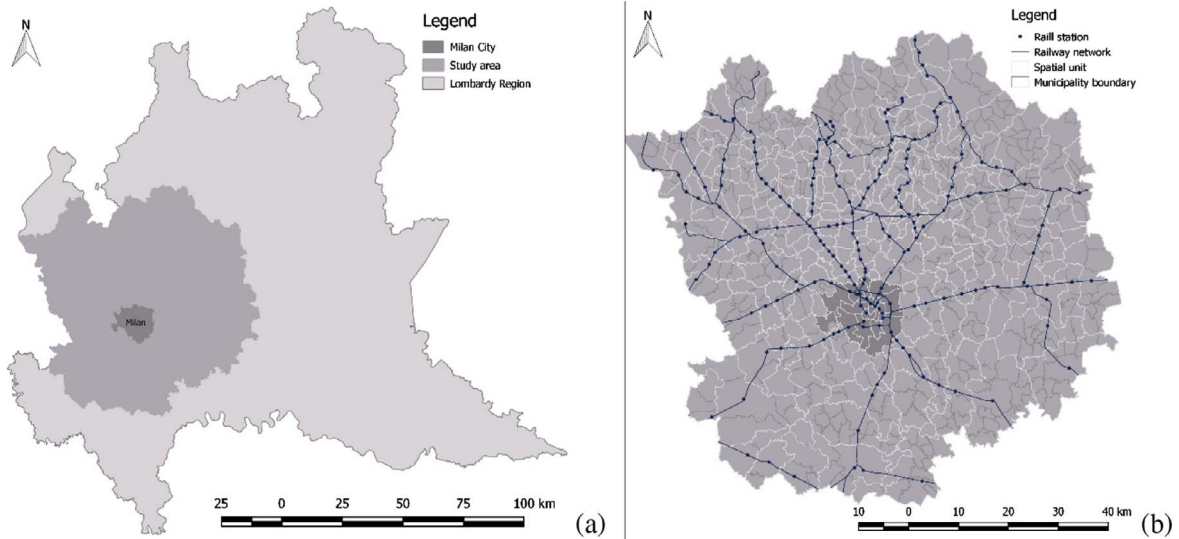 N
Legend
Milan City
Study area
Lombardy Region
Milan
25 0 25 50 75 100 km
(a)
N
Legend
Raill station
Railway network
Spatial unit
Municipality boundary
10 0 10 20 30 40 km
(b)